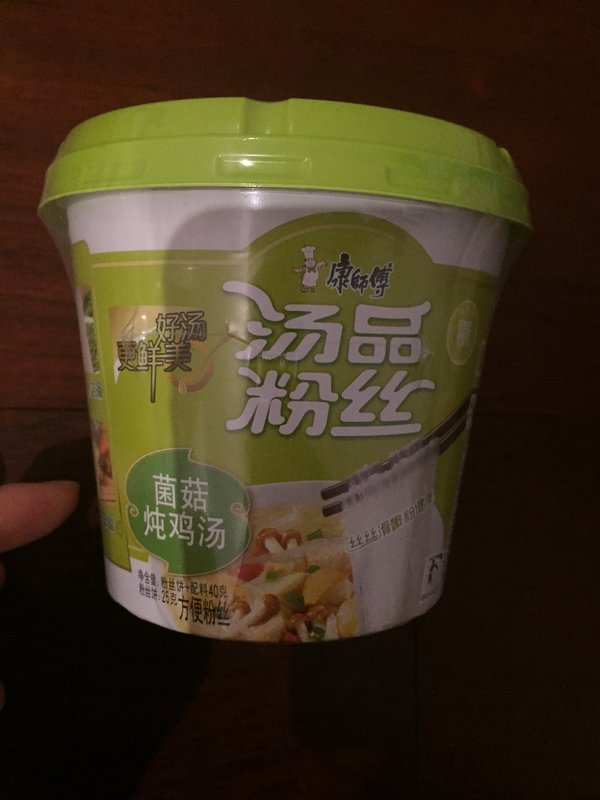 康師傅
汤品
粉丝
好汤
更鲜美
菌菇
炖鸡汤
净含量: 粉丝饼+配料40克
粉丝饼: 25克
方便粉丝